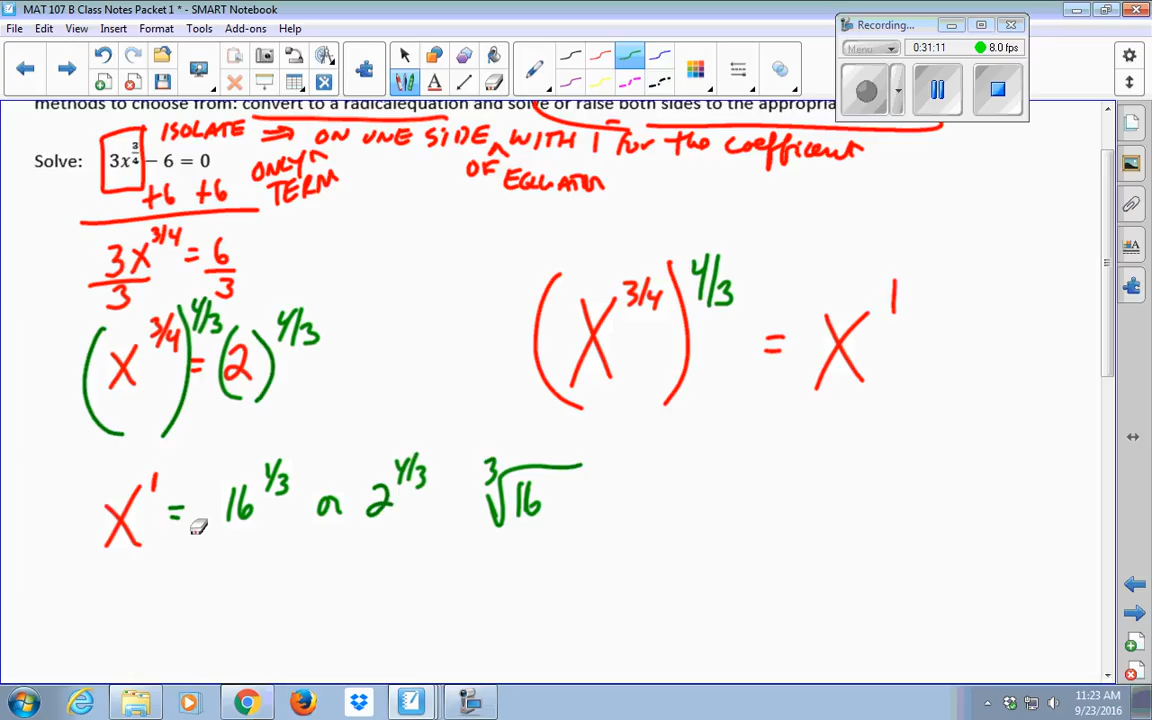 MAT 107 B Class Notes Packet 1 * - SMART Notebook
File Edit View Insert Format Tools Add-ons Help
Recording...
Menu 0:31:11 8.0 fps
methods to choose from: convert to a radicalequation and solve or raise both sides to the appropria
ISOLATE ⇒ ON ONE SIDE ^ WITH 1 for the coefficient
OF EQUATION
ONLY ^ TERM
Solve: 3x^(3/4) − 6 = 0
+6 +6
3x^(3/4) = 6
3 3
(x^(3/4))^(4/3) = (2)^(4/3)
(X^(3/4))^(4/3) = X^1
X^1 = 16^(1/3) or 2^(4/3) ∛16
11:23 AM
9/23/2016